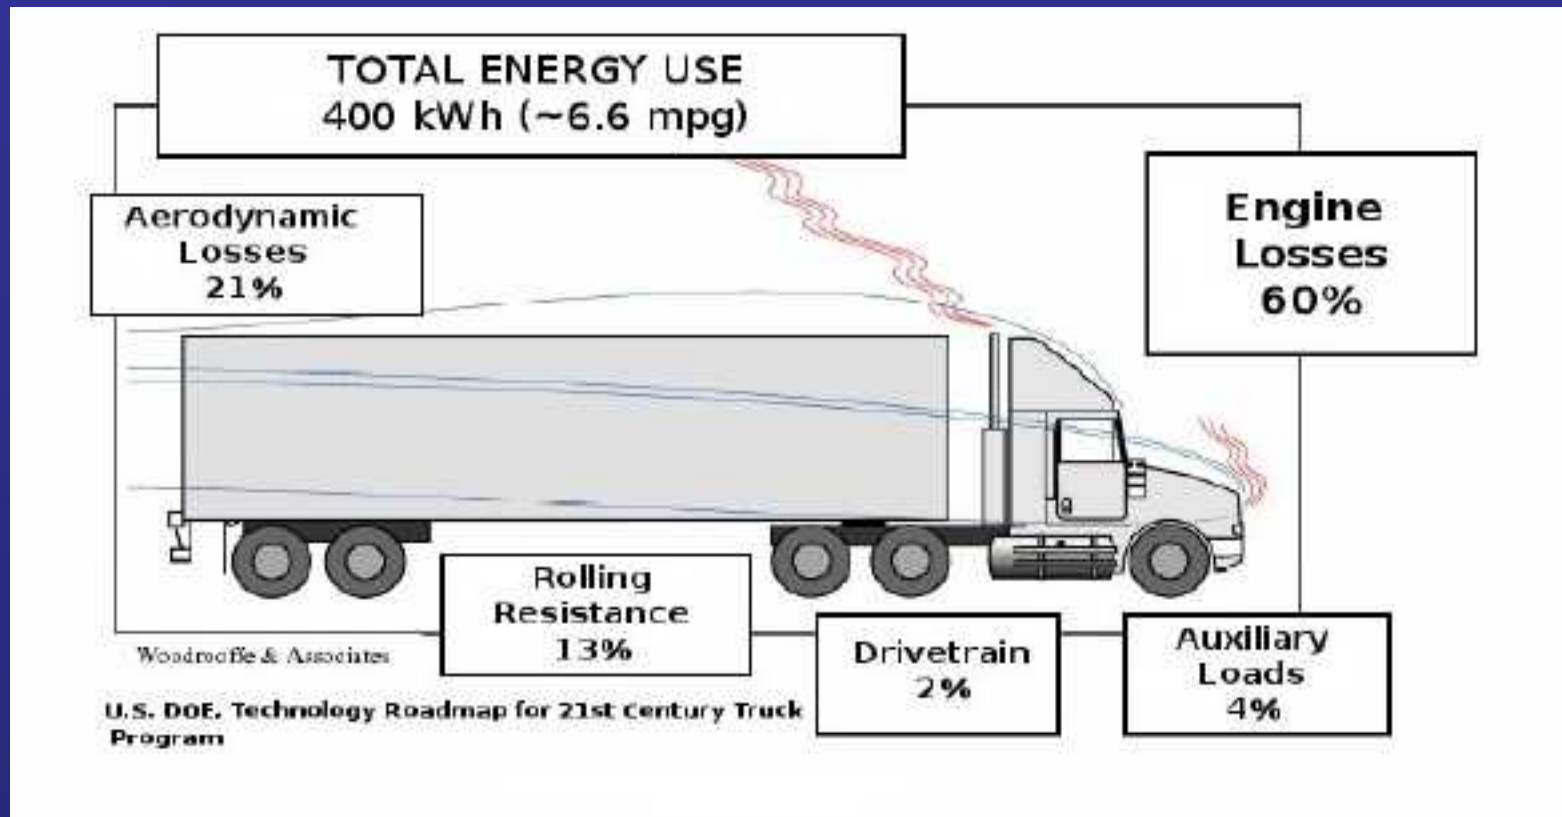 TOTAL ENERGY USE
400 kWh (~6.6 mpg)
Aerodynamic
Losses
21%
Engine
Losses
60%
Rolling
Resistance
13%
Drivetrain
2%
Auxiliary
Loads
4%
Woodrooffe & Associates
U.S. DOE. Technology Roadmap for 21st Century Truck
Program